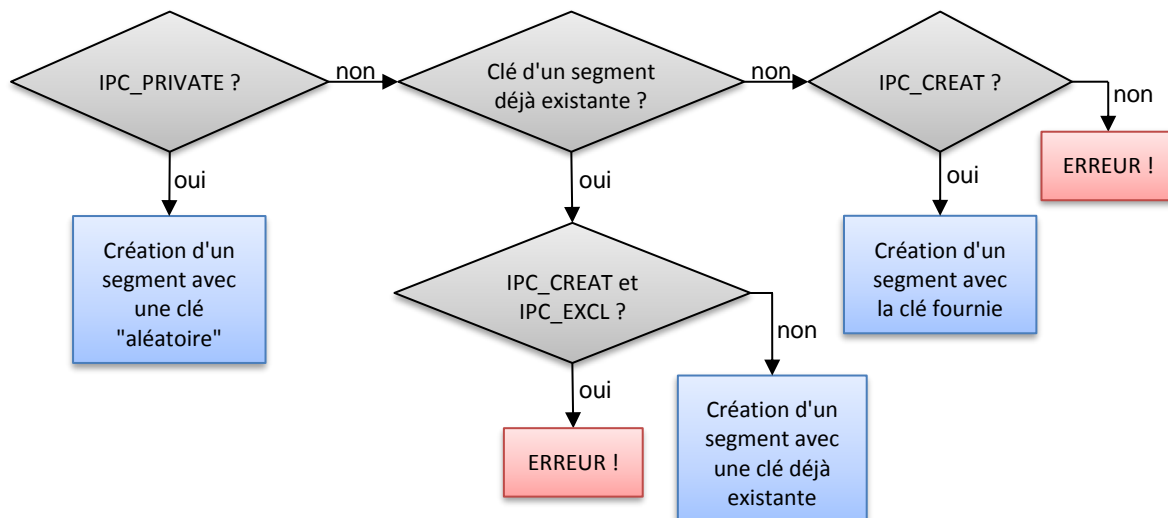 IPC_PRIVATE ?
non
Clé d'un segment
déjà existante ?
non
IPC_CREAT ?
non
ERREUR !
oui
oui
oui
Création d'un
segment avec
une clé
"aléatoire"
IPC_CREAT et
IPC_EXCL ?
non
Création d'un
segment avec
la clé fournie
oui
ERREUR !
Création d'un
segment avec
une clé déjà
existante